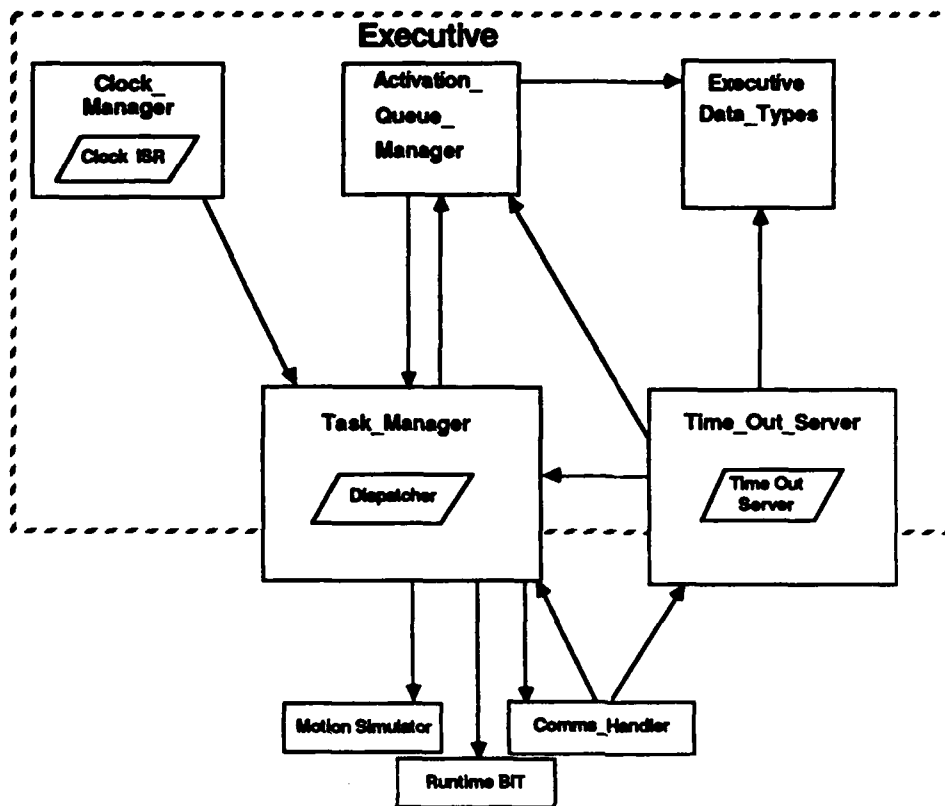 Executive
Clock_
Manager
Clock ISR
Activation_
Queue_
Manager
Executive
Data_Types
Task_Manager
Dispatcher
Time_Out_Server
Time Out
Server
Motion Simulator
Comms_Handler
Runtime BIT